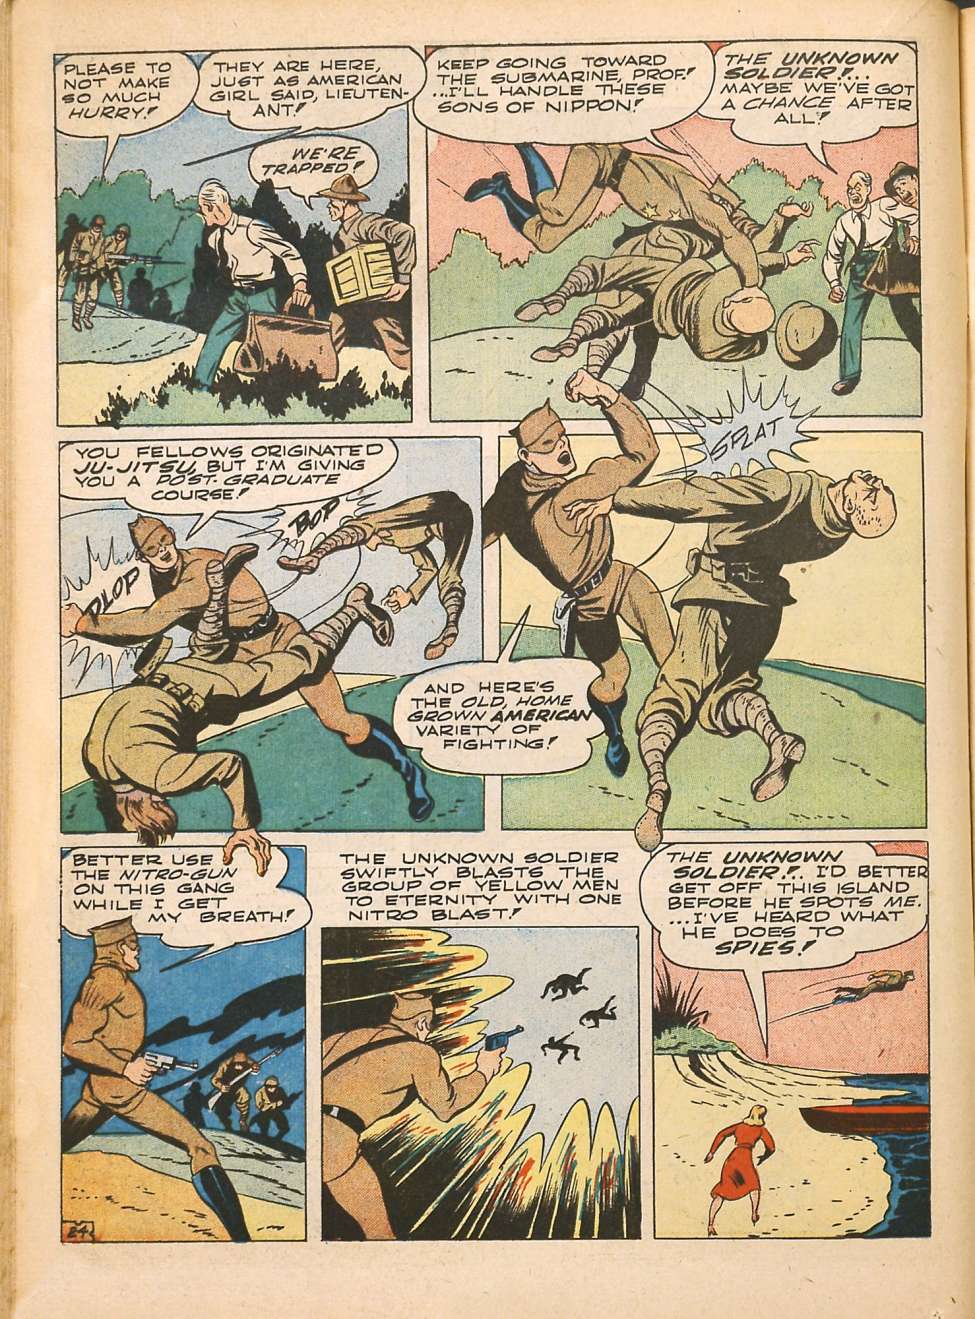 PLEASE TO
NOT MAKE
SO MUCH
HURRY!
THEY ARE HERE,
JUST AS AMERICAN
GIRL SAID, LIEUTEN-
ANT!
WE'RE
TRAPPED!
KEEP GOING TOWARD
THE SUBMARINE, PROF.!
...I'LL HANDLE THESE
SONS OF NIPPON!
THE UNKNOWN
SOLDIER!...
MAYBE WE'VE GOT
A CHANCE AFTER
ALL!
YOU FELLOWS ORIGINATED
JU-JITSU, BUT I'M GIVING
YOU A POST-GRADUATE
COURSE!
PLOP
BOP
SPLAT
AND HERE'S
THE OLD, HOME
GROWN AMERICAN
VARIETY OF
FIGHTING!
BETTER USE
THE NITRO-GUN
ON THIS GANG
WHILE I GET
MY BREATH!
THE UNKNOWN SOLDIER
SWIFTLY BLASTS THE
GROUP OF YELLOW MEN
TO ETERNITY WITH ONE
NITRO BLAST!
THE UNKNOWN
SOLDIER!.. I'D BETTER
GET OFF THIS ISLAND
BEFORE HE SPOTS ME.
...I'VE HEARD WHAT
HE DOES TO
SPIES!